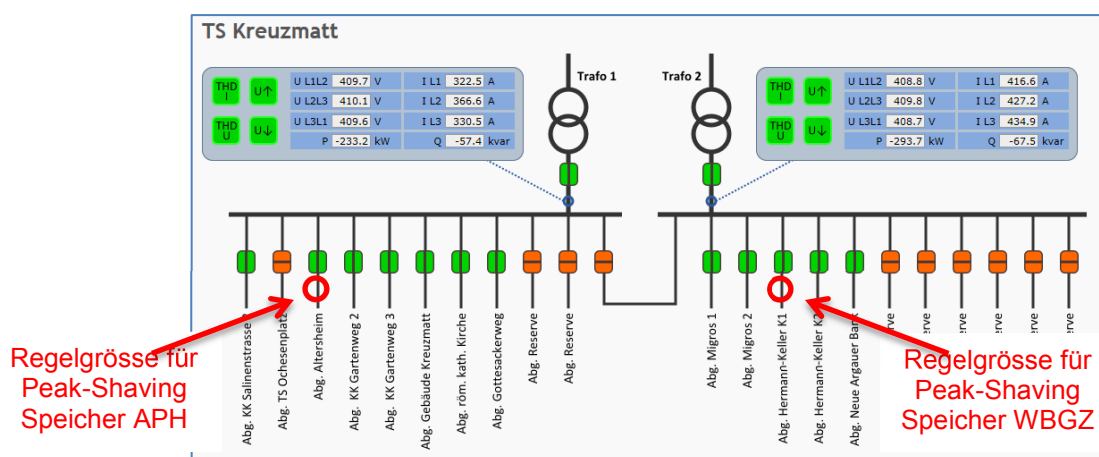 TS Kreuzmatt
THD I
U↑
THD U
U↓
U L1L2 409.7 V I L1 322.5 A
U L2L3 410.1 V I L2 366.6 A
U L3L1 409.6 V I L3 330.5 A
P -233.2 kW Q -57.4 kvar
Trafo 1
Trafo 2
THD I
U↑
THD U
U↓
U L1L2 408.8 V I L1 416.6 A
U L2L3 409.8 V I L2 427.2 A
U L3L1 408.7 V I L3 434.9 A
P -293.7 kW Q -67.5 kvar
Abg. KK Salinenstrasse
Abg. TS Ochesenplatz
Abg. Altersheim
Abg. KK Gartenweg 2
Abg. KK Gartenweg 3
Abg. Gebäude Kreuzmatt
Abg. röm. kath. Kirche
Abg. Gottesackerweg
Abg. Reserve
Abg. Reserve
Abg. Migros 1
Abg. Migros 2
Abg. Hermann-Keller K1
Abg. Hermann-Keller K2
Abg. Neue Argauer Bank
Regelgrösse für
Peak-Shaving
Speicher APH
Regelgrösse für
Peak-Shaving
Speicher WBGZ